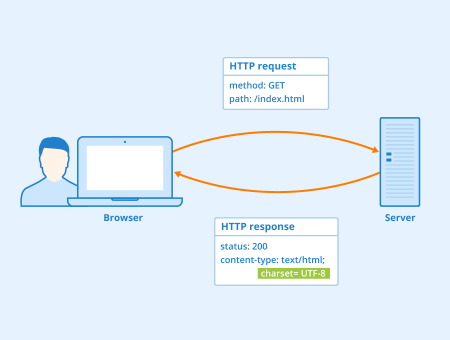 HTTP request
method: GET
path: /index.html
Browser
Server
HTTP response
status: 200
content-type: text/html;
charset= UTF-8